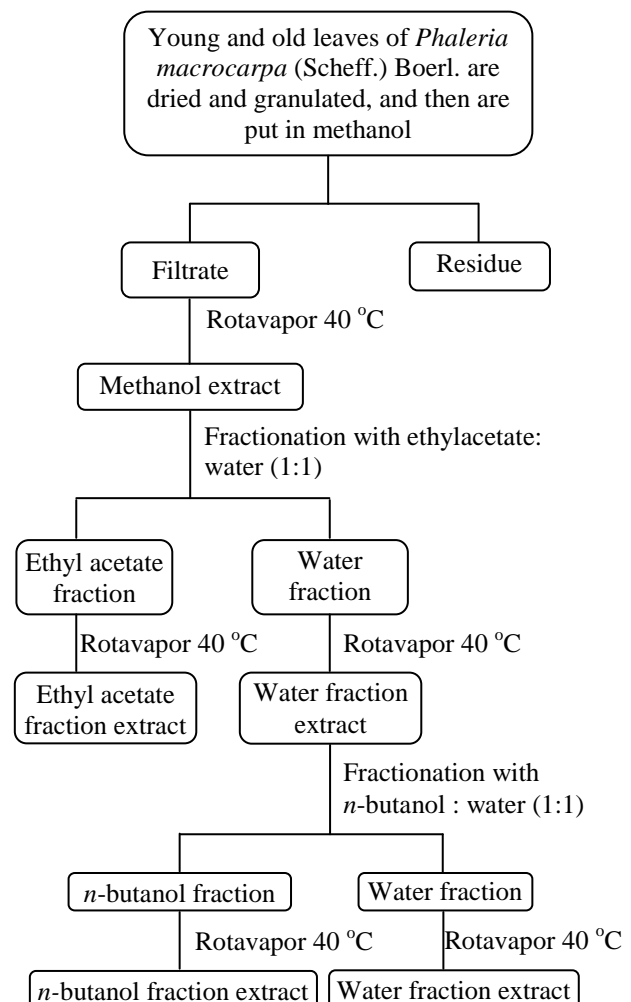 Young and old leaves of Phaleria
macrocarpa (Scheff.) Boerl. are
dried and granulated, and then are
put in methanol
Filtrate
Residue
Rotavapor 40 °C
Methanol extract
Fractionation with ethylacetate:
water (1:1)
Ethyl acetate
fraction
Water
fraction
Rotavapor 40 °C
Rotavapor 40 °C
Ethyl acetate
fraction extract
Water fraction
extract
Fractionation with
n-butanol : water (1:1)
n-butanol fraction
Water fraction
Rotavapor 40 °C
Rotavapor 40 °C
n-butanol fraction extract
Water fraction extract